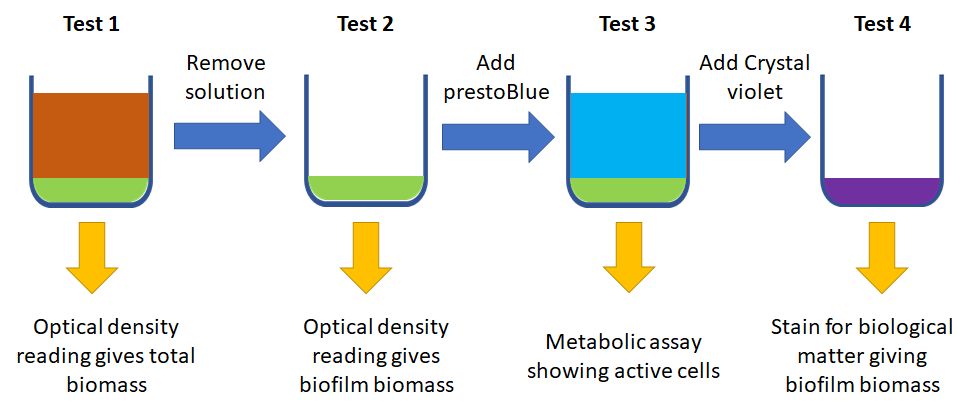 Test 1
Test 2
Test 3
Test 4
Remove
solution
Add
prestoBlue
Add Crystal
violet
Optical density
reading gives total
biomass
Optical density
reading gives
biofilm biomass
Metabolic assay
showing active cells
Stain for biological
matter giving
biofilm biomass